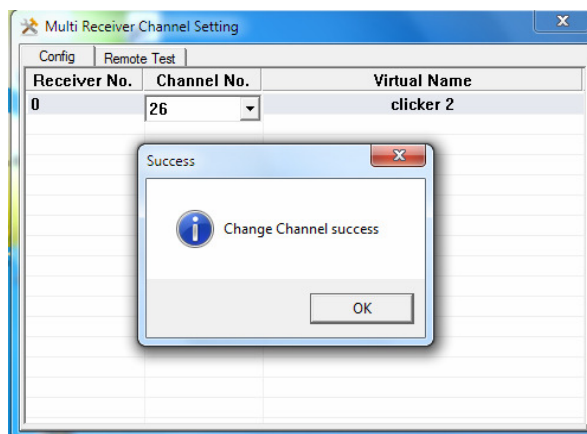 Multi Receiver Channel Setting
Config Remote Test
Receiver No. Channel No. Virtual Name
0 26 clicker 2
Success
Change Channel success
OK